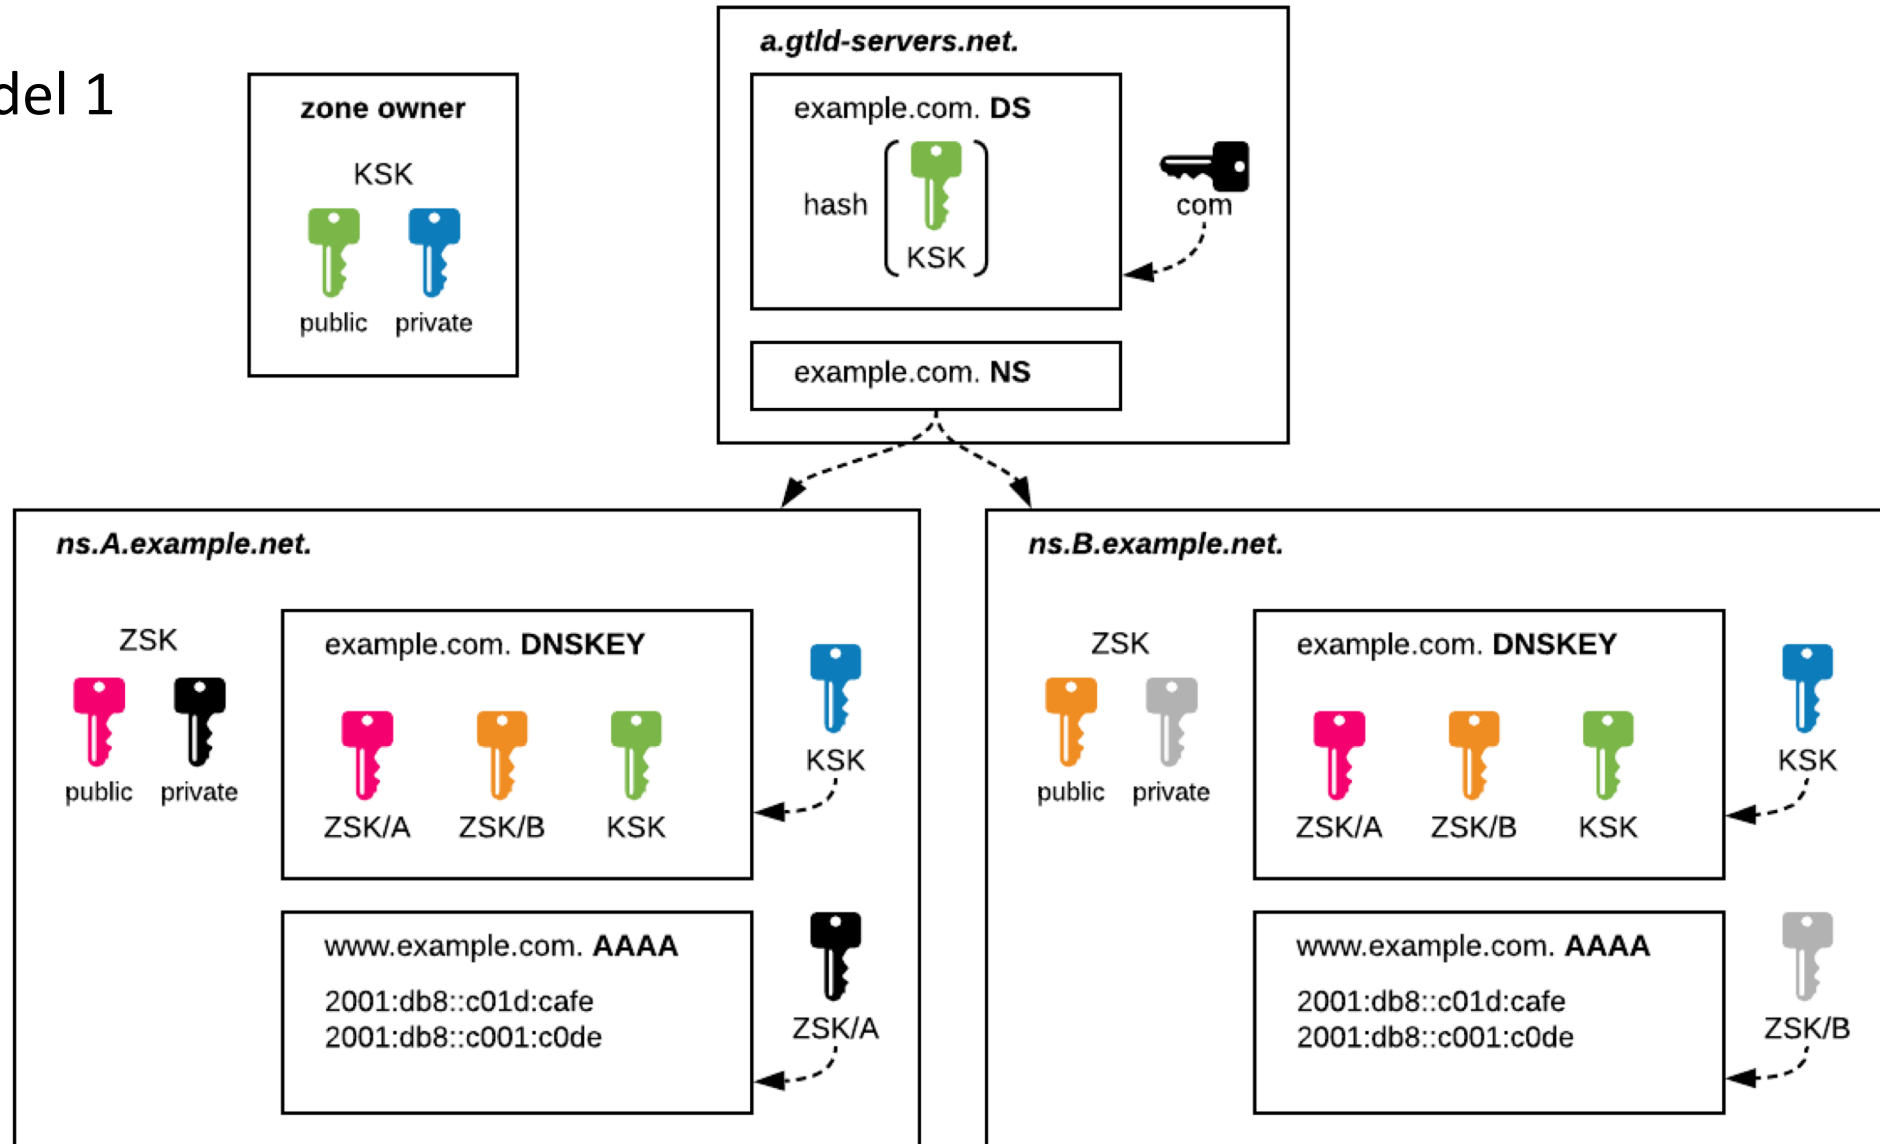 del 1
zone owner
KSK
public private
a.gtld-servers.net.
example.com. DS
hash
KSK
com
example.com. NS
ns.A.example.net.
ZSK
public private
example.com. DNSKEY
ZSK/A ZSK/B KSK
KSK
www.example.com. AAAA
2001:db8::c01d:cafe
2001:db8::c001:c0de
ZSK/A
ns.B.example.net.
ZSK
public private
example.com. DNSKEY
ZSK/A ZSK/B KSK
KSK
www.example.com. AAAA
2001:db8::c01d:cafe
2001:db8::c001:c0de
ZSK/B